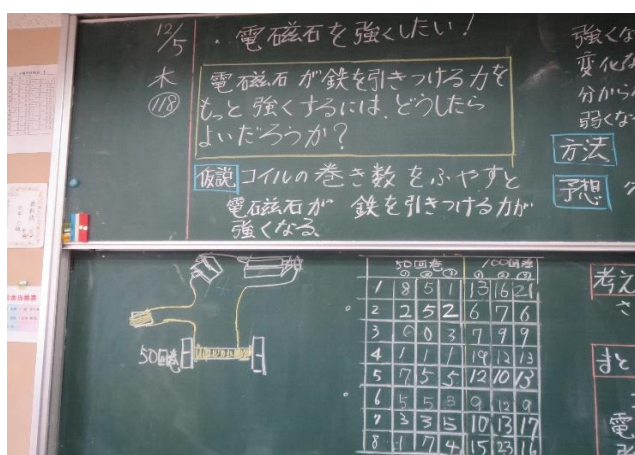 12/5
木
118
・電磁石を強くしたい!
電磁石が鉄を引きつける力を
もっと強くするには、どうしたら
よいだろうか?
仮説 コイルの巻き数をふやすと
電磁石が 鉄を引きつける力が
強くなる。
強くな
変化な
分から
弱くな
方法
予想
50回巻
50回巻 100回巻
① ② ③ ① ② ③
1 8 5 1 13 16 21
2 2 5 2 6 7 6
3 6 0 3 7 9 9
4 1 1 1 19 13
5 7 5 5 12 10 13
6 5 5 8 9 12 9
7 3 3 5 10 13 17
8 1 7 4 15 23 16
考え
さ
まと
電